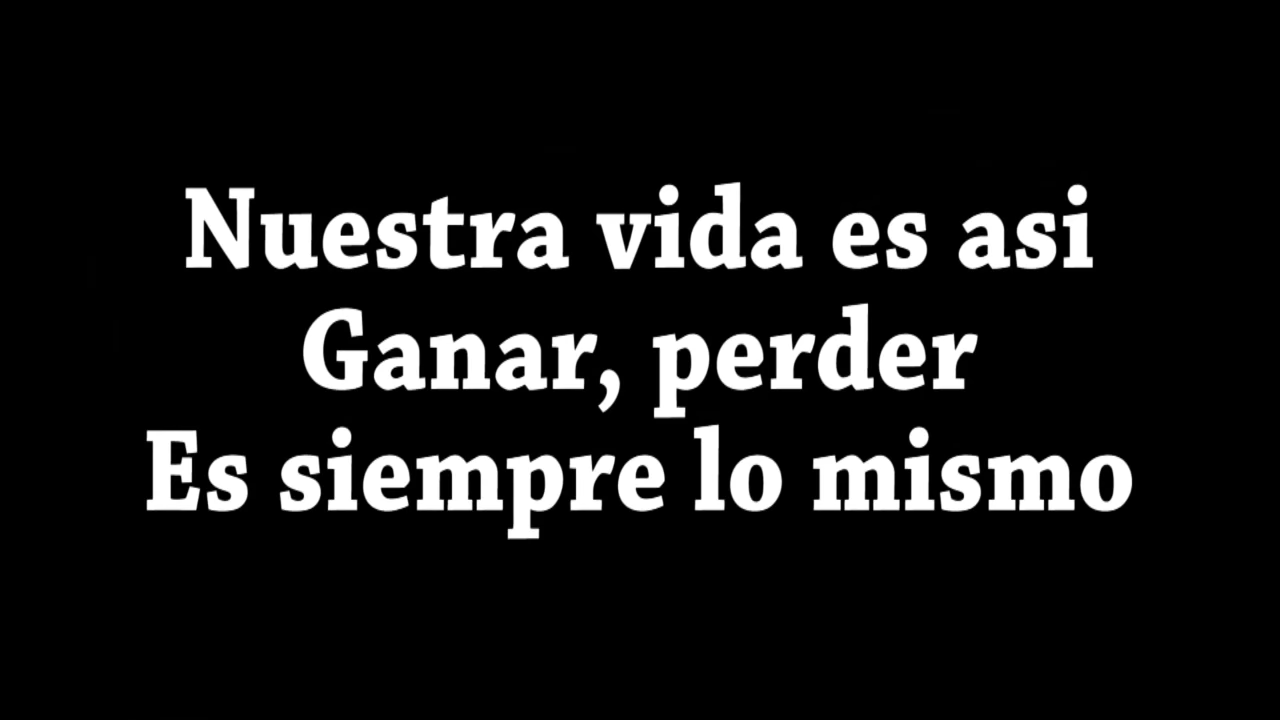 Nuestra vida es asi
Ganar, perder
Es siempre lo mismo